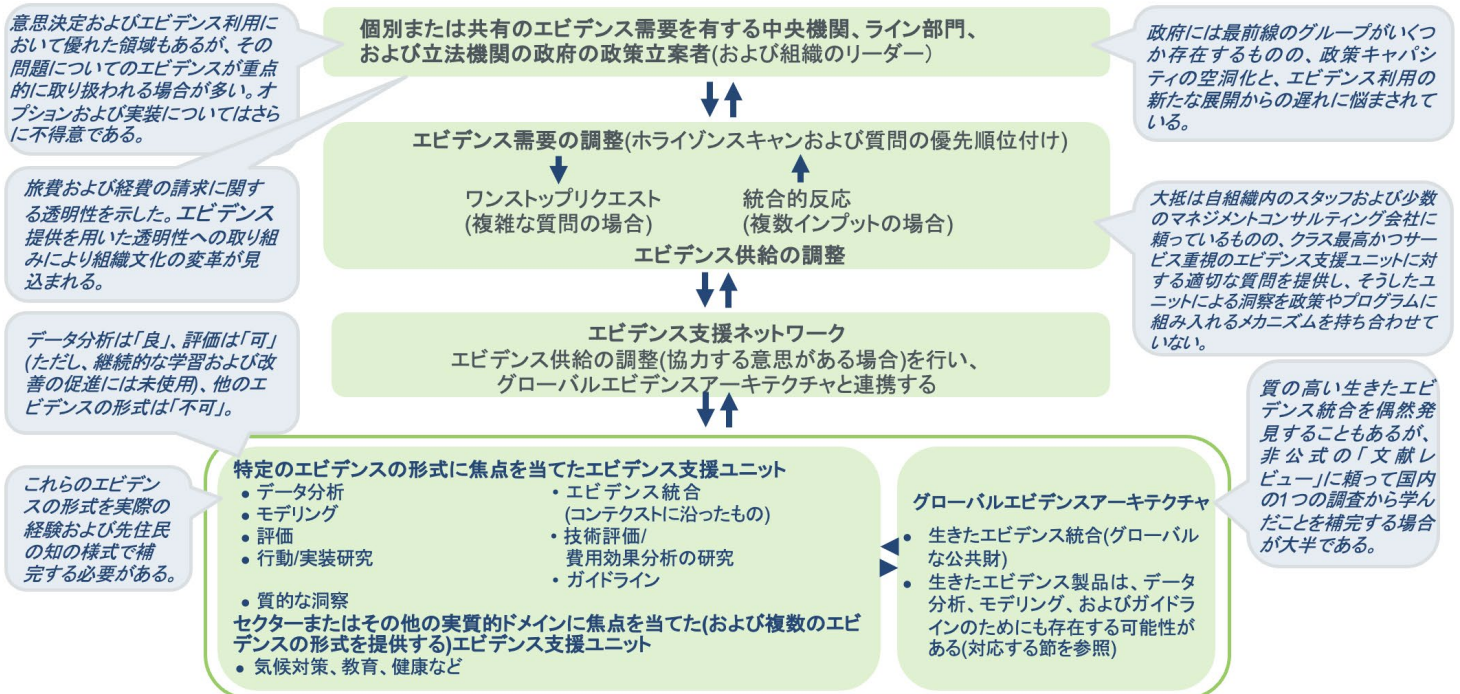 意思決定およびエビデンス利用に
おいて優れた領域もあるが、その
問題についてのエビデンスが重点
的に取り扱われる場合が多い。オ
プションおよび実装についてはさら
に不得意である。
個別または共有のエビデンス需要を有する中央機関、ライン部門、
および立法機関の政府の政策立案者(および組織のリーダー)
政府には最前線のグループがいくつ
か存在するものの、政策キャパシ
ティの空洞化と、エビデンス利用の
新たな展開からの遅れに悩まされて
いる。
エビデンス需要の調整(ホライゾンスキャンおよび質問の優先順位付け)
ワンストップリクエスト
(複雑な質問の場合)
統合的反応
(複数インプットの場合)
エビデンス供給の調整
旅費および経費の請求に関す
る透明性を示した。エビデンス
提供を用いた透明性への取り組
みにより組織文化の変革が見
込まれる。
大抵は自組織内のスタッフおよび少数
のマネジメントコンサルティング会社に
頼っているものの、クラス最高かつサー
ビス重視のエビデンス支援ユニットに対
する適切な質問を提供し、そうしたユ
ニットによる洞察を政策やプログラムに
組み入れるメカニズムを持ち合わせて
いない。
エビデンス支援ネットワーク
エビデンス供給の調整(協力する意思がある場合)を行い、
グローバルエビデンスアーキテクチャと連携する
データ分析は「良」、評価は「可」
(ただし、継続的な学習および改
善の促進には未使用)、他のエ
ビデンスの形式は「不可」。
これらのエビデン
スの形式を実際の
経験および先住民
の知の様式で補
完する必要がある。
特定のエビデンスの形式に焦点を当てたエビデンス支援ユニット
• データ分析
• モデリング
• 評価
• 行動/実装研究
• 質的な洞察
• エビデンス統合
(コンテクストに沿ったもの)
• 技術評価/
費用効果分析の研究
• ガイドライン
セクターまたはその他の実質的ドメインに焦点を当てた(および複数のエビ
デンスの形式を提供する)エビデンス支援ユニット
• 気候対策、教育、健康など
グローバルエビデンスアーキテクチャ
• 生きたエビデンス統合(グローバル
な公共財)
• 生きたエビデンス製品は、データ
分析、モデリング、およびガイドラ
インのためにも存在する可能性が
ある(対応する節を参照)
質の高い生きたエビ
デンス統合を偶然発
見することもあるが、
非公式の「文献レ
ビュー」に頼って国内
の1つの調査から学ん
だことを補完する場合
が大半である。